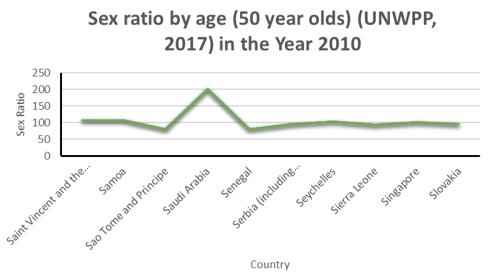 Sex ratio by age (50 year olds) (UNWPP,
2017) in the Year 2010
250
200
150
100
50
0
Sex Ratio
Saint Vincent and the...
Samoa
Sao Tome and Principe
Saudi Arabia
Senegal
Serbia (including...
Seychelles
Sierra Leone
Singapore
Slovakia
Country